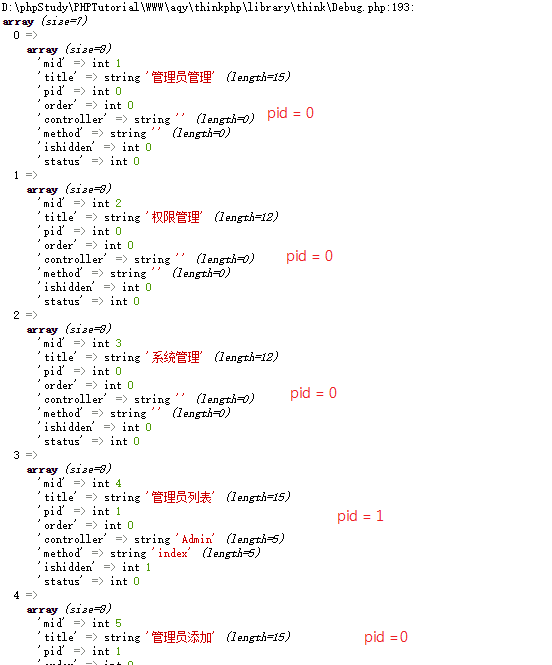 D:\phpStudy\PHPTutorial\WWW\aqy\thinkphp\library\think\Debug.php:193:
array (size=7)
0 =>
array (size=8)
'mid' => int 1
'title' => string '管理员管理' (length=15)
'pid' => int 0
'order' => int 0
'controller' => string '' (length=0) pid = 0
'method' => string '' (length=0)
'ishidden' => int 0
'status' => int 0
1 =>
array (size=8)
'mid' => int 2
'title' => string '权限管理' (length=12)
'pid' => int 0
'order' => int 0
'controller' => string '' (length=0) pid = 0
'method' => string '' (length=0)
'ishidden' => int 0
'status' => int 0
2 =>
array (size=8)
'mid' => int 3
'title' => string '系统管理' (length=12)
'pid' => int 0
'order' => int 0
'controller' => string '' (length=0) pid = 0
'method' => string '' (length=0)
'ishidden' => int 0
'status' => int 0
3 =>
array (size=8)
'mid' => int 4
'title' => string '管理员列表' (length=15)
'pid' => int 1
'order' => int 0 pid = 1
'controller' => string 'Admin' (length=5)
'method' => string 'index' (length=5)
'ishidden' => int 1
'status' => int 0
4 =>
array (size=8)
'mid' => int 5
'title' => string '管理员添加' (length=15) pid =0
'pid' => int 1
'order' => int 0